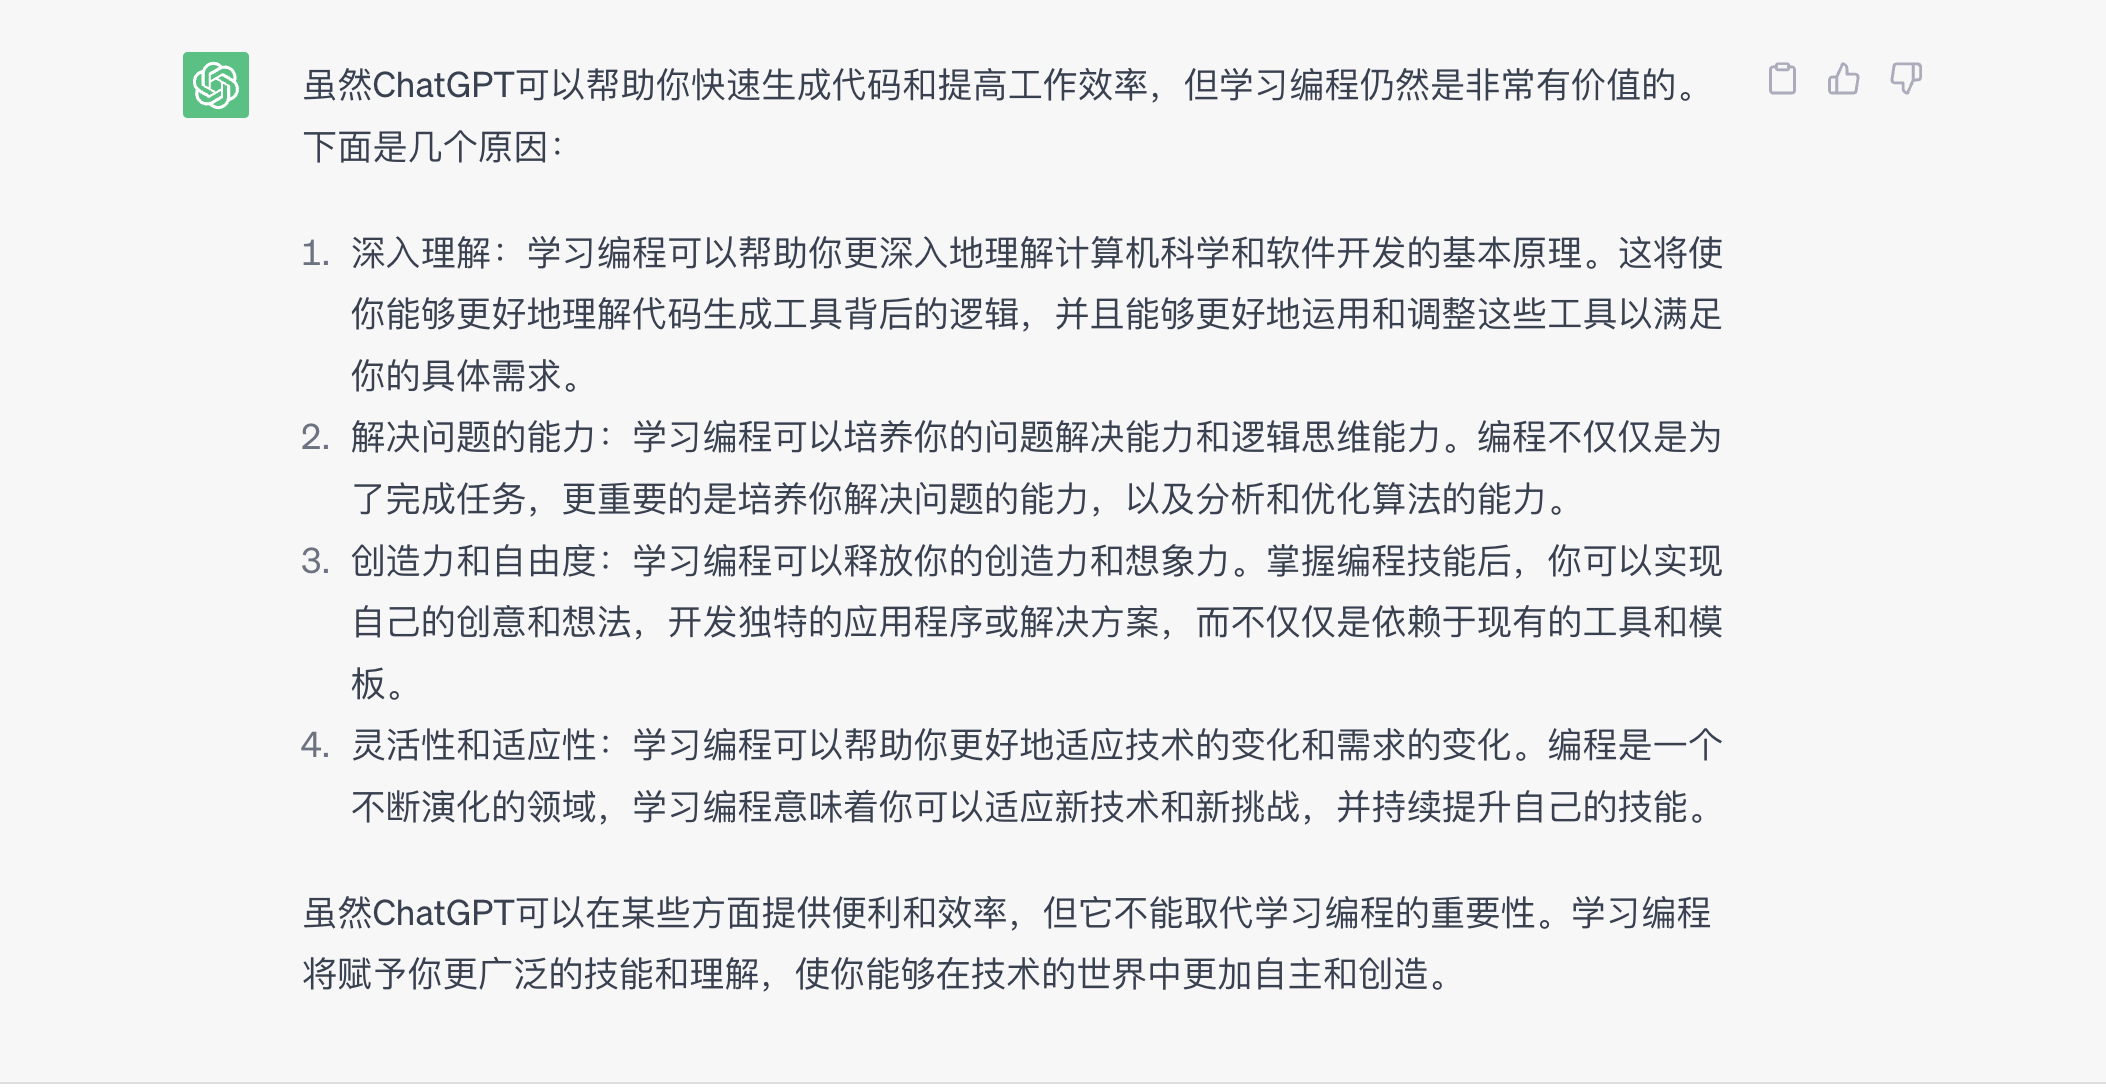 虽然ChatGPT可以帮助你快速生成代码和提高工作效率，但学习编程仍然是非常有价值的。
下面是几个原因：
1. 深入理解：学习编程可以帮助你更深入地理解计算机科学和软件开发的基本原理。这将使
你能够更好地理解代码生成工具背后的逻辑，并且能够更好地运用和调整这些工具以满足
你的具体需求。
2. 解决问题的能力：学习编程可以培养你的问题解决能力和逻辑思维能力。编程不仅仅是为
了完成任务，更重要的是培养你解决问题的能力，以及分析和优化算法的能力。
3. 创造力和自由度：学习编程可以释放你的创造力和想象力。掌握编程技能后，你可以实现
自己的创意和想法，开发独特的应用程序或解决方案，而不仅仅是依赖于现有的工具和模
板。
4. 灵活性和适应性：学习编程可以帮助你更好地适应技术的变化和需求的变化。编程是一个
不断演化的领域，学习编程意味着你可以适应新技术和新挑战，并持续提升自己的技能。
虽然ChatGPT可以在某些方面提供便利和效率，但它不能取代学习编程的重要性。学习编程
将赋予你更广泛的技能和理解，使你能够在技术的世界中更加自主和创造。